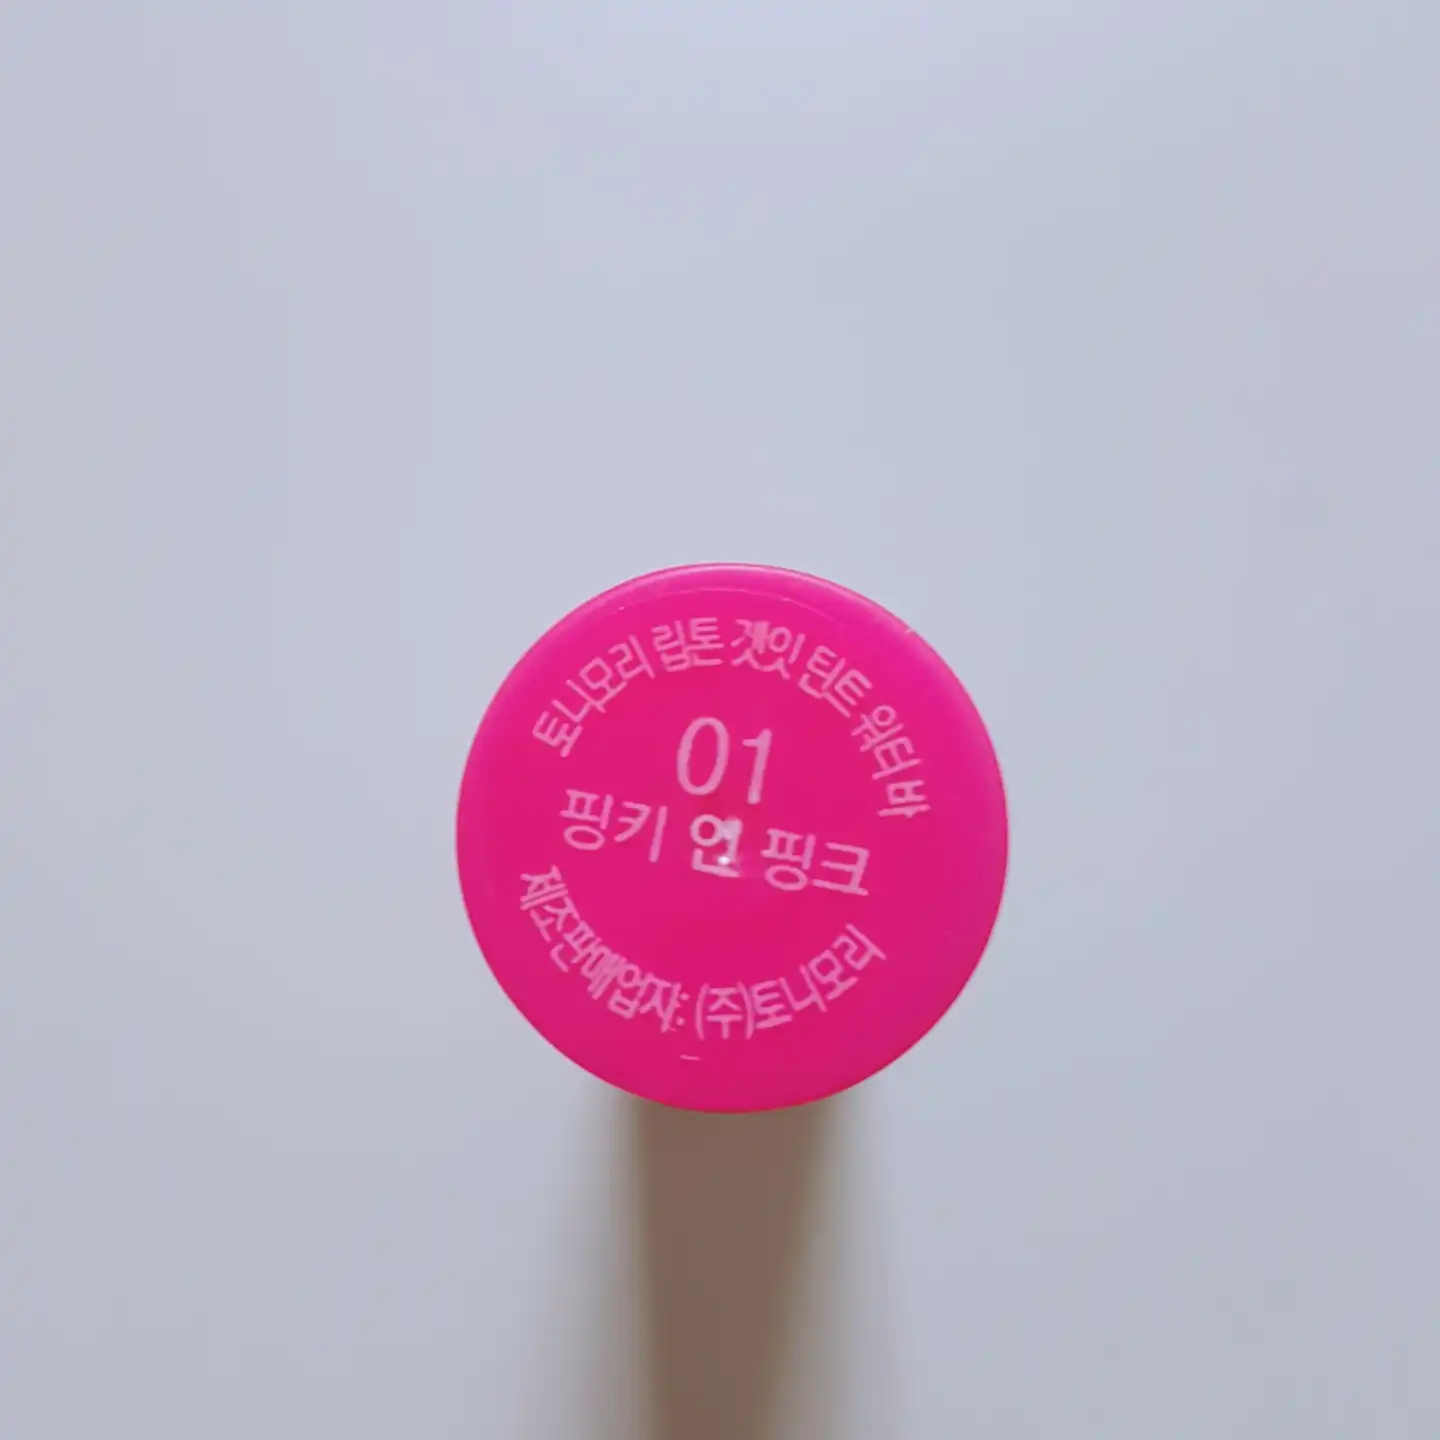 토니모리 립톤 겟잇 틴트 워터 바
01
핑키 언 핑크
제조판매업자: (주)토니모리